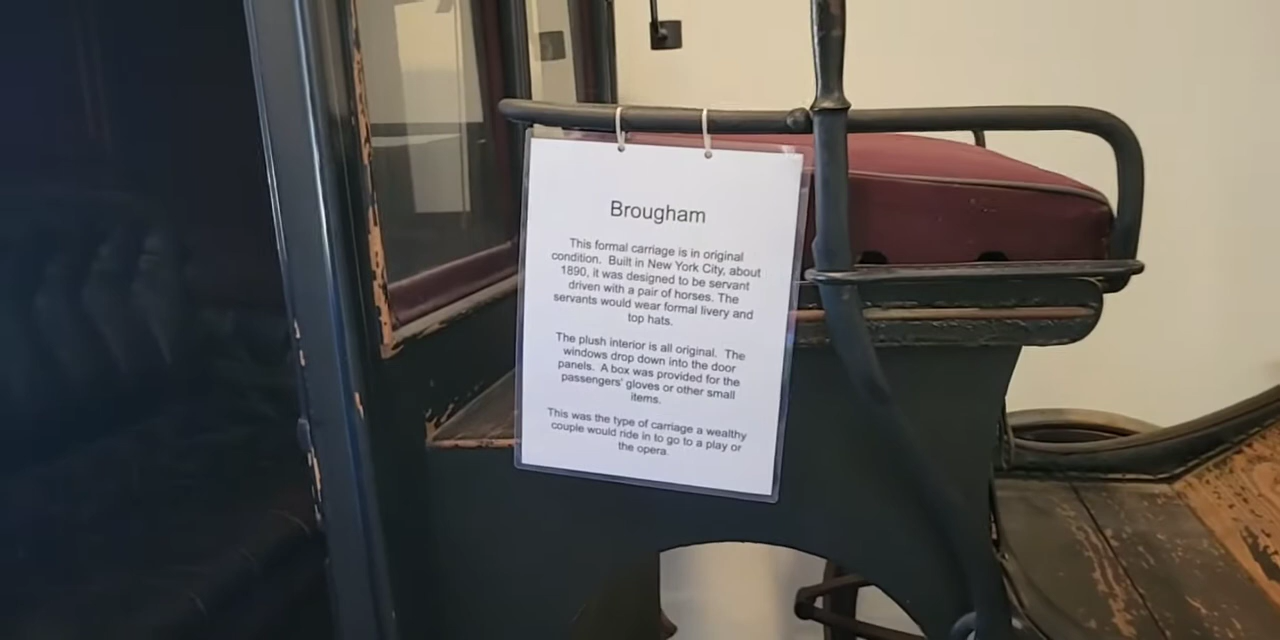 Brougham
This formal carriage is in original
condition. Built in New York City, about
1890, it was designed to be servant
driven with a pair of horses. The
servants would wear formal livery and
top hats.
The plush interior is all original. The
windows drop down into the door
panels. A box was provided for the
passengers' gloves or other small
items.
This was the type of carriage a wealthy
couple would ride in to go to a play or
the opera.